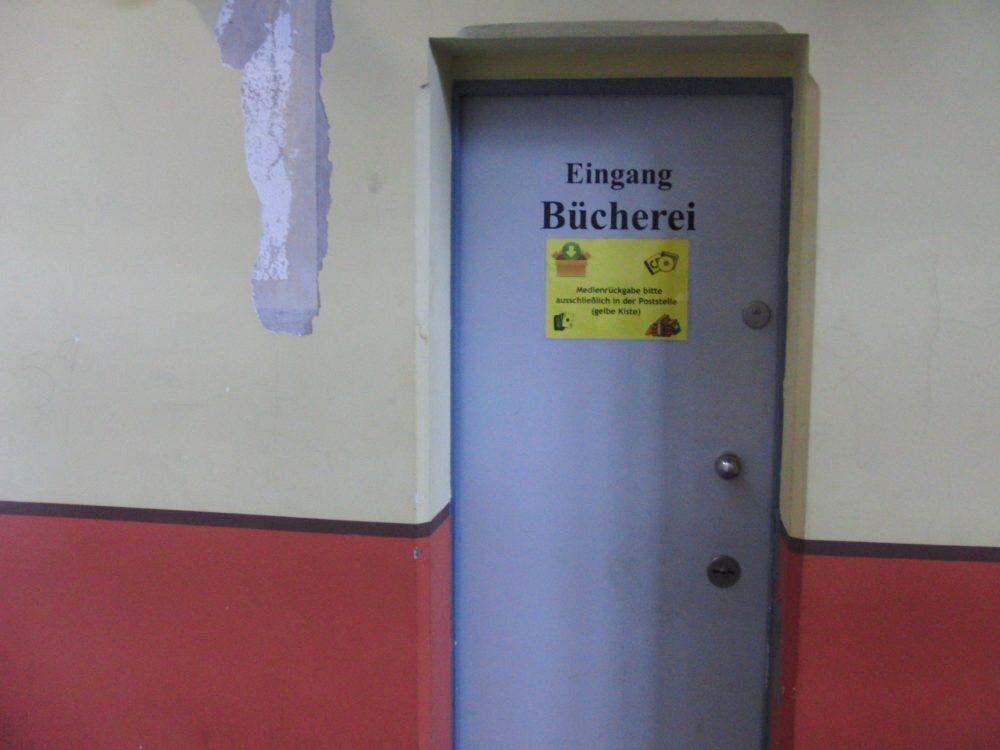 Eingang
Bücherei
Medienrückgabe bitte
ausschließlich in der Poststelle
(gelbe Kiste)